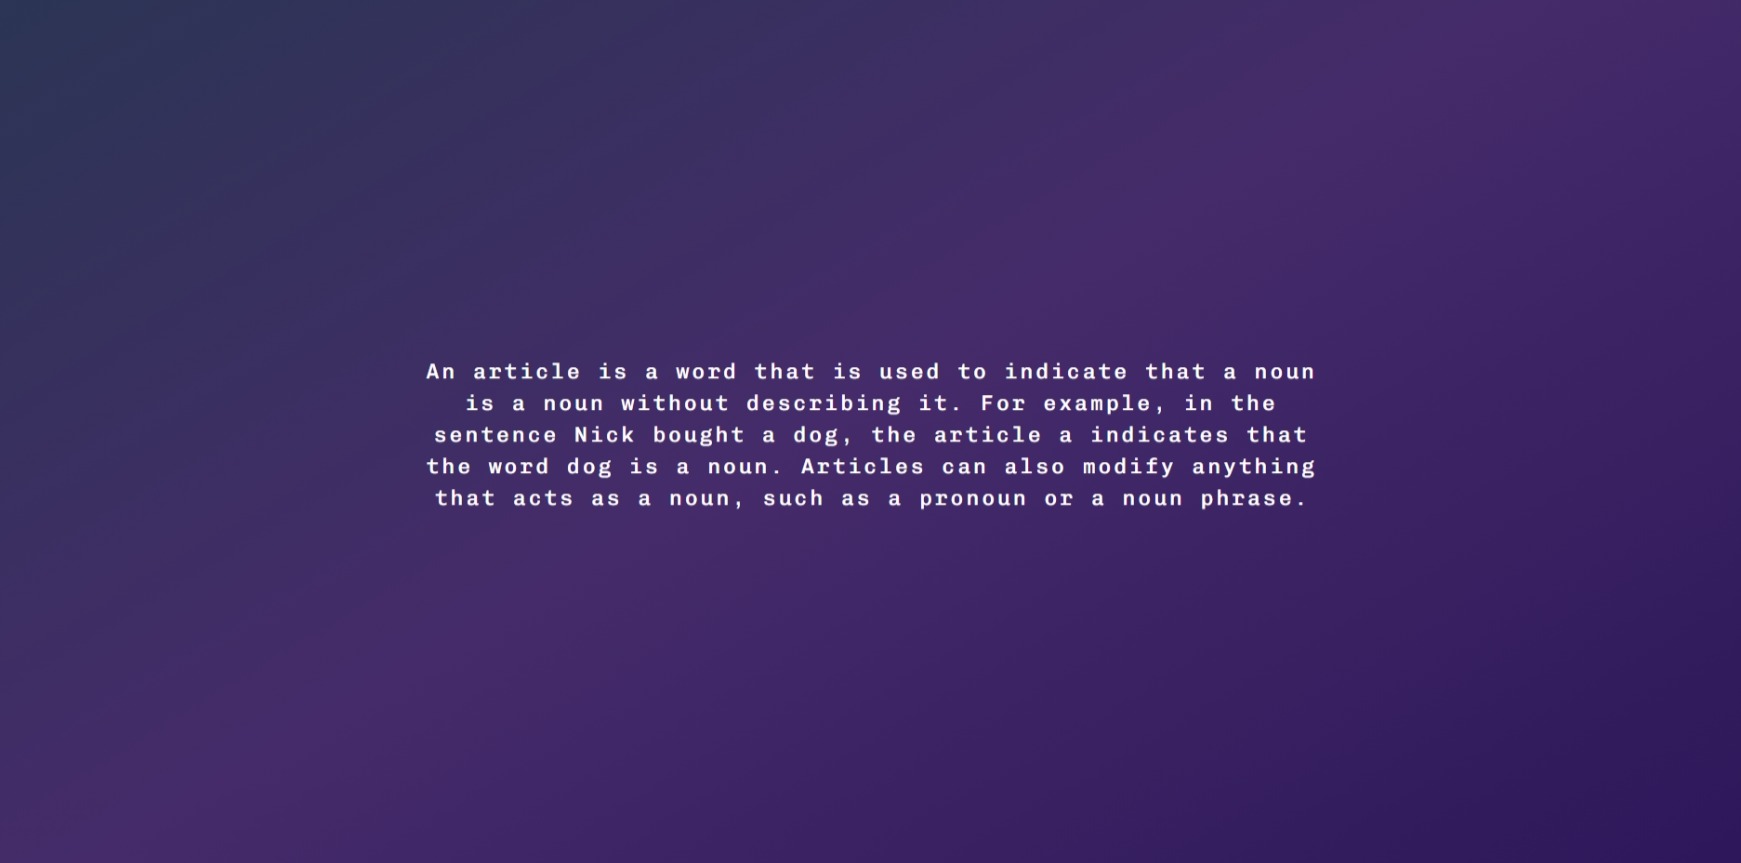 An article is a word that is used to indicate that a noun
is a noun without describing it. For example, in the
sentence Nick bought a dog, the article a indicates that
the word dog is a noun. Articles can also modify anything
that acts as a noun, such as a pronoun or a noun phrase.